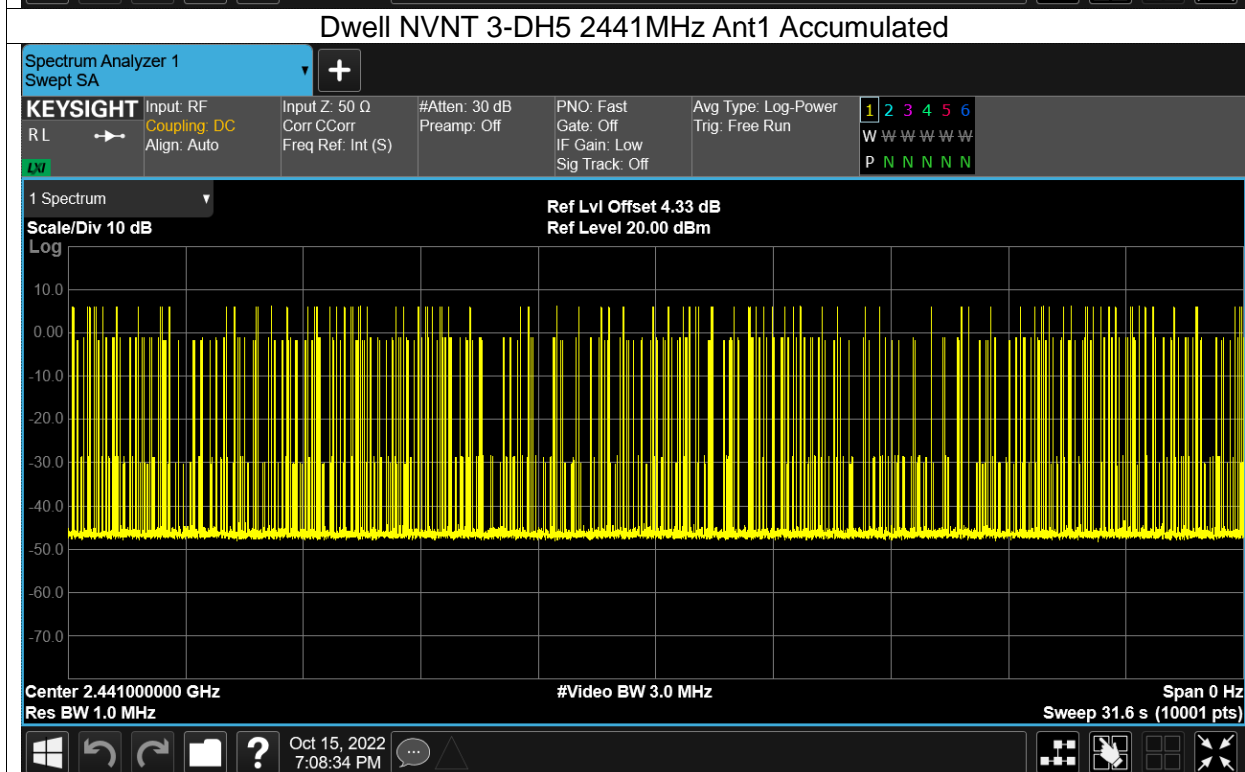 Dwell NVNT 3-DH5 2441MHz Ant1 Accumulated
Spectrum Analyzer 1
Swept SA
+
KEYSIGHT
R L
LXI
Input: RF
Coupling: DC
Align: Auto
Input Z: 50 Ω
Corr CCorr
Freq Ref: Int (S)
#Atten: 30 dB
Preamp: Off
PNO: Fast
Gate: Off
IF Gain: Low
Sig Track: Off
Avg Type: Log-Power
Trig: Free Run
1 2 3 4 5 6
W W W W W W
P N N N N N
1 Spectrum
Scale/Div 10 dB
Ref Lvl Offset 4.33 dB
Ref Level 20.00 dBm
Log
10.0
0.00
-10.0
-20.0
-30.0
-40.0
-50.0
-60.0
-70.0
Center 2.441000000 GHz
#Video BW 3.0 MHz
Span 0 Hz
Res BW 1.0 MHz
Sweep 31.6 s (10001 pts)
?
Oct 15, 2022
7:08:34 PM